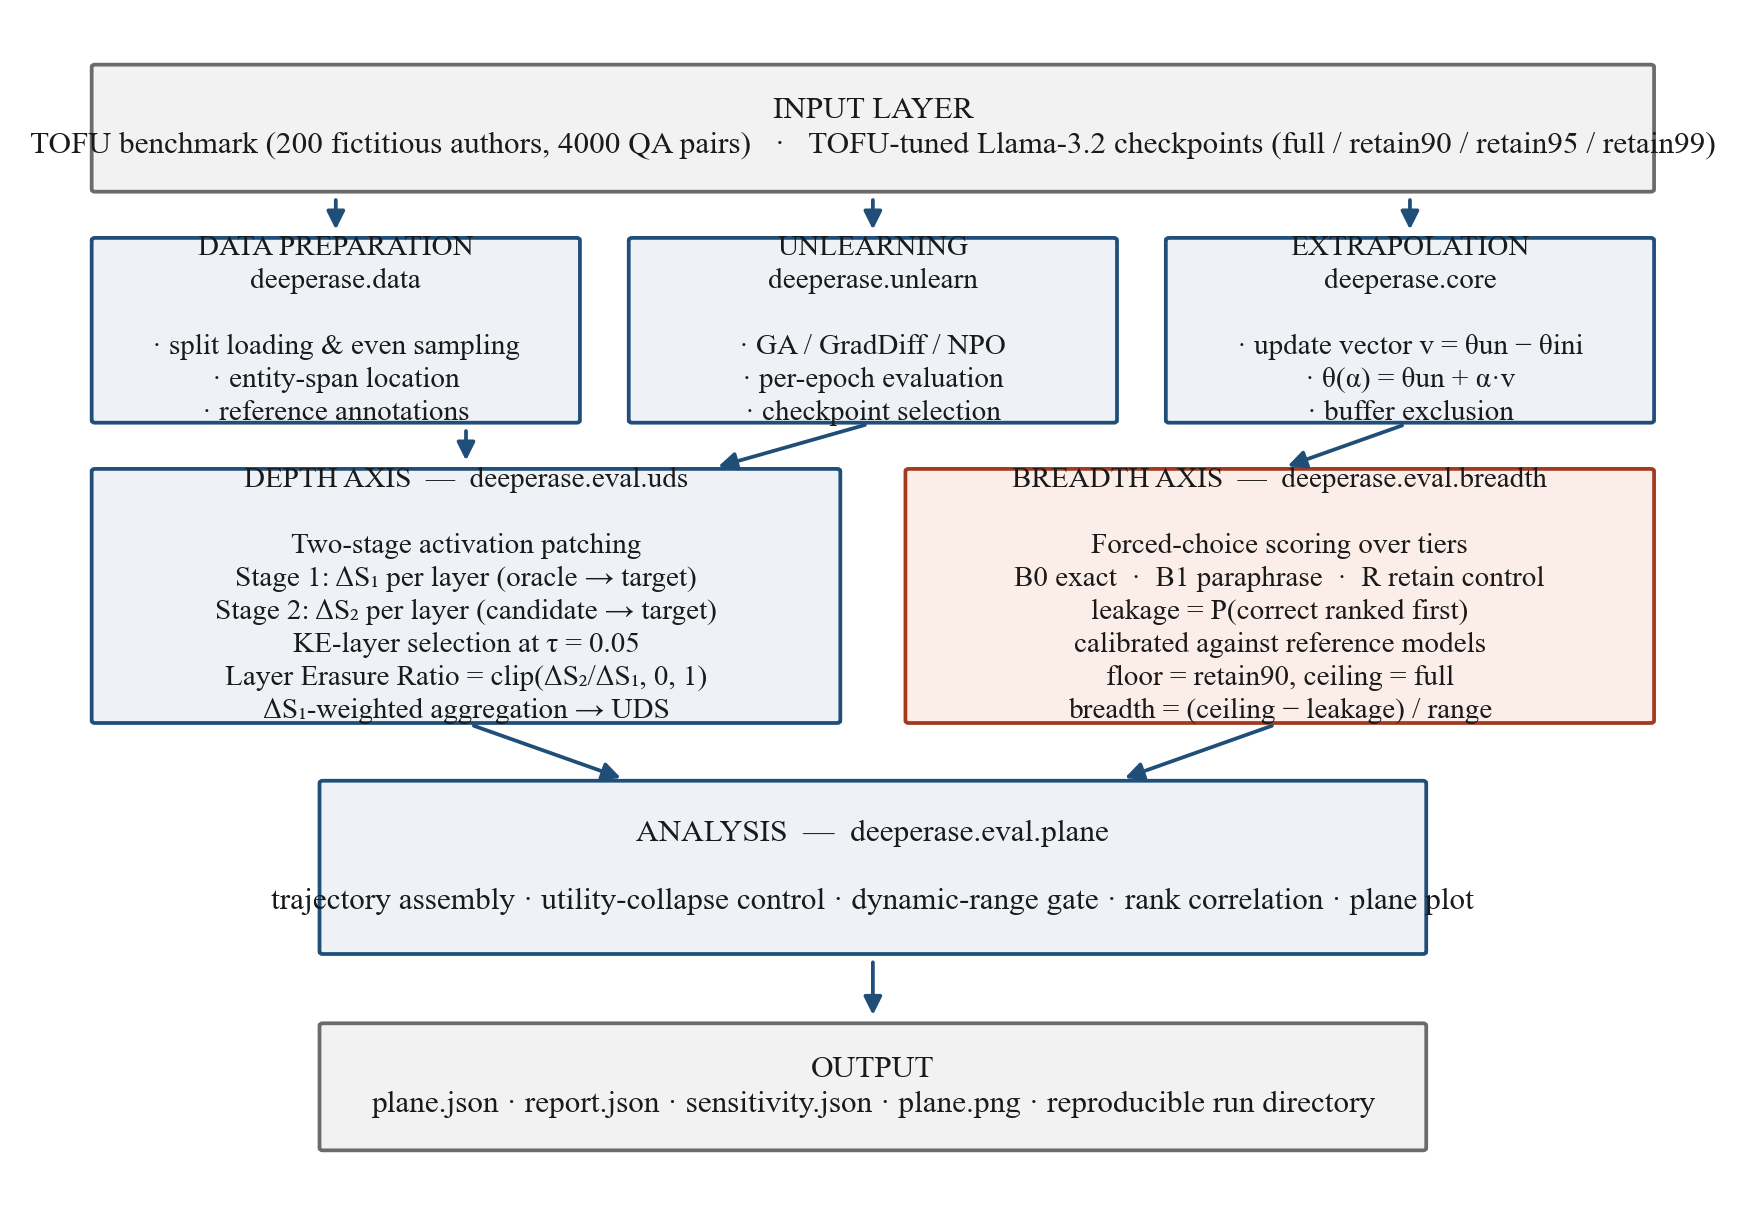 INPUT LAYER
TOFU benchmark (200 fictitious authors, 4000 QA pairs) · TOFU-tuned Llama-3.2 checkpoints (full / retain90 / retain95 / retain99)
DATA PREPARATION
deeperase.data
· split loading & even sampling
· entity-span location
· reference annotations
UNLEARNING
deeperase.unlearn
· GA / GradDiff / NPO
· per-epoch evaluation
· checkpoint selection
EXTRAPOLATION
deeperase.core
· update vector v = θun − θini
· θ(α) = θun + α·v
· buffer exclusion
DEPTH AXIS — deeperase.eval.uds
Two-stage activation patching
Stage 1: ΔS₁ per layer (oracle → target)
Stage 2: ΔS₂ per layer (candidate → target)
KE-layer selection at τ = 0.05
Layer Erasure Ratio = clip(ΔS₂/ΔS₁, 0, 1)
ΔS₁-weighted aggregation → UDS
BREADTH AXIS — deeperase.eval.breadth
Forced-choice scoring over tiers
B0 exact · B1 paraphrase · R retain control
leakage = P(correct ranked first)
calibrated against reference models
floor = retain90, ceiling = full
breadth = (ceiling − leakage) / range
ANALYSIS — deeperase.eval.plane
trajectory assembly · utility-collapse control · dynamic-range gate · rank correlation · plane plot
OUTPUT
plane.json · report.json · sensitivity.json · plane.png · reproducible run directory